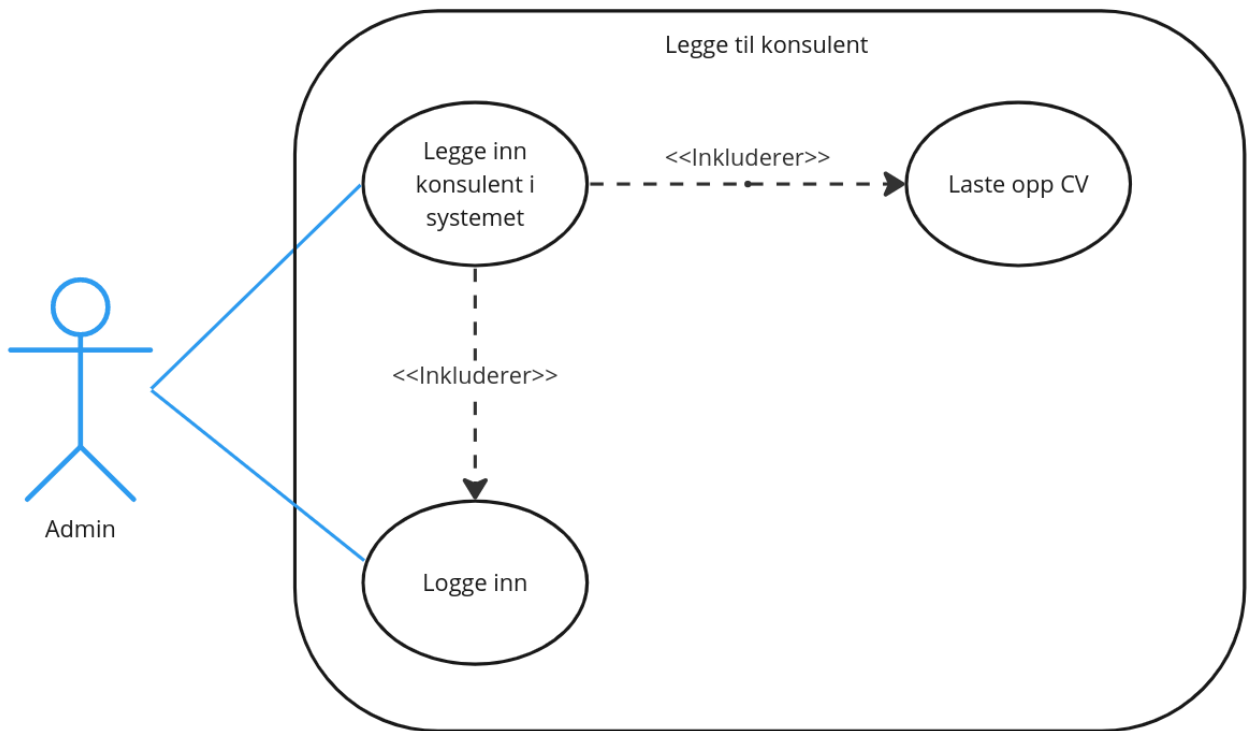 Legge til konsulent
Legge inn
konsulent i
systemet
<<Inkluderer>>
Laste opp CV
<<Inkluderer>>
Admin
Logge inn